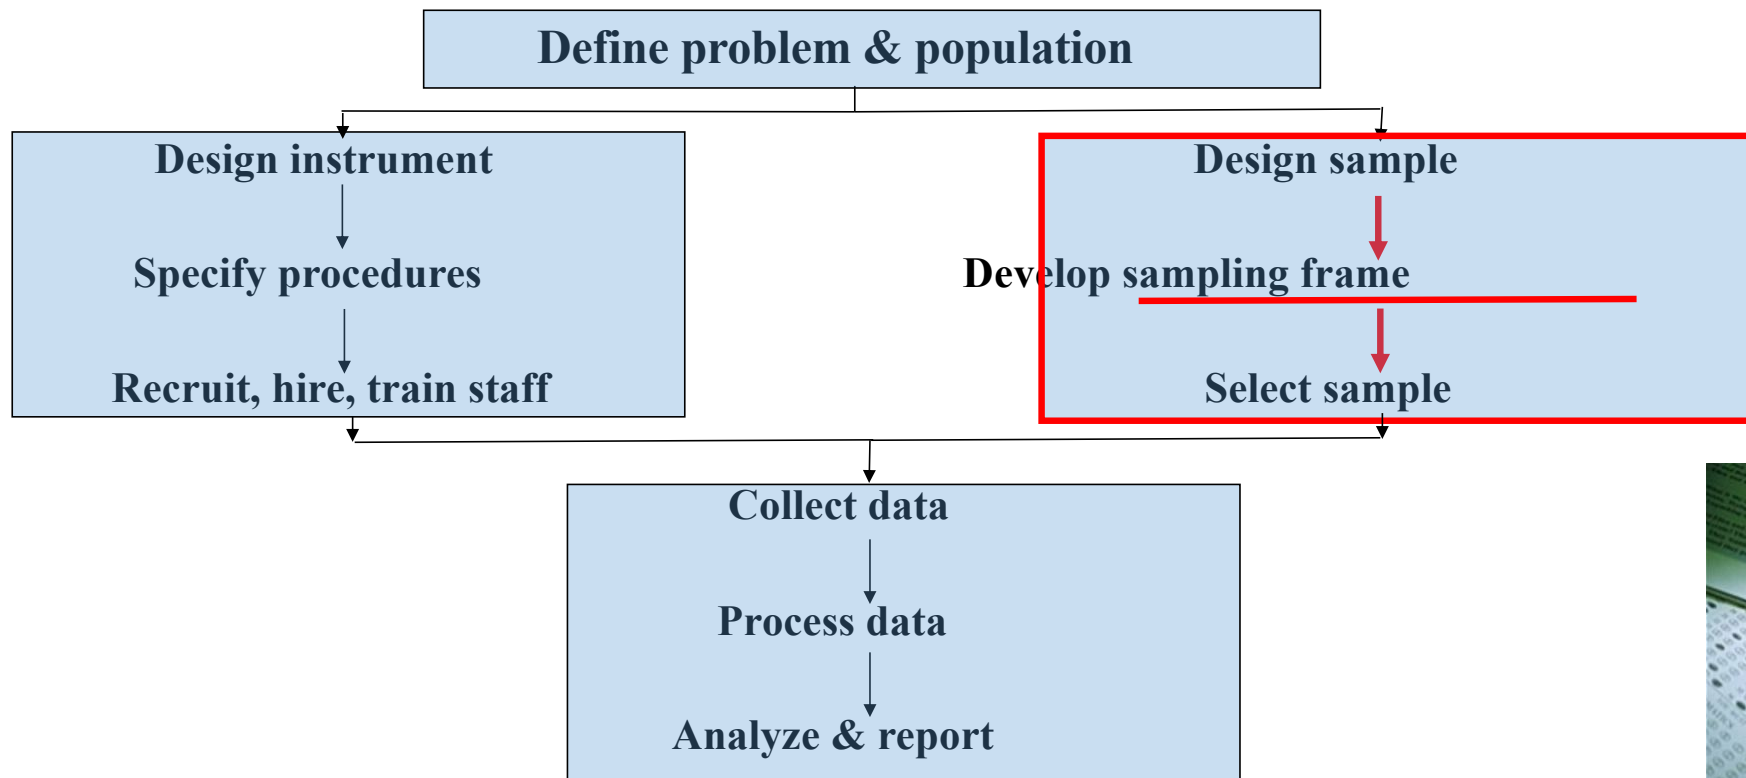 Define problem & population
Design instrument
Specify procedures
Recruit, hire, train staff
Design sample
Develop sampling frame
Select sample
Collect data
Process data
Analyze & report